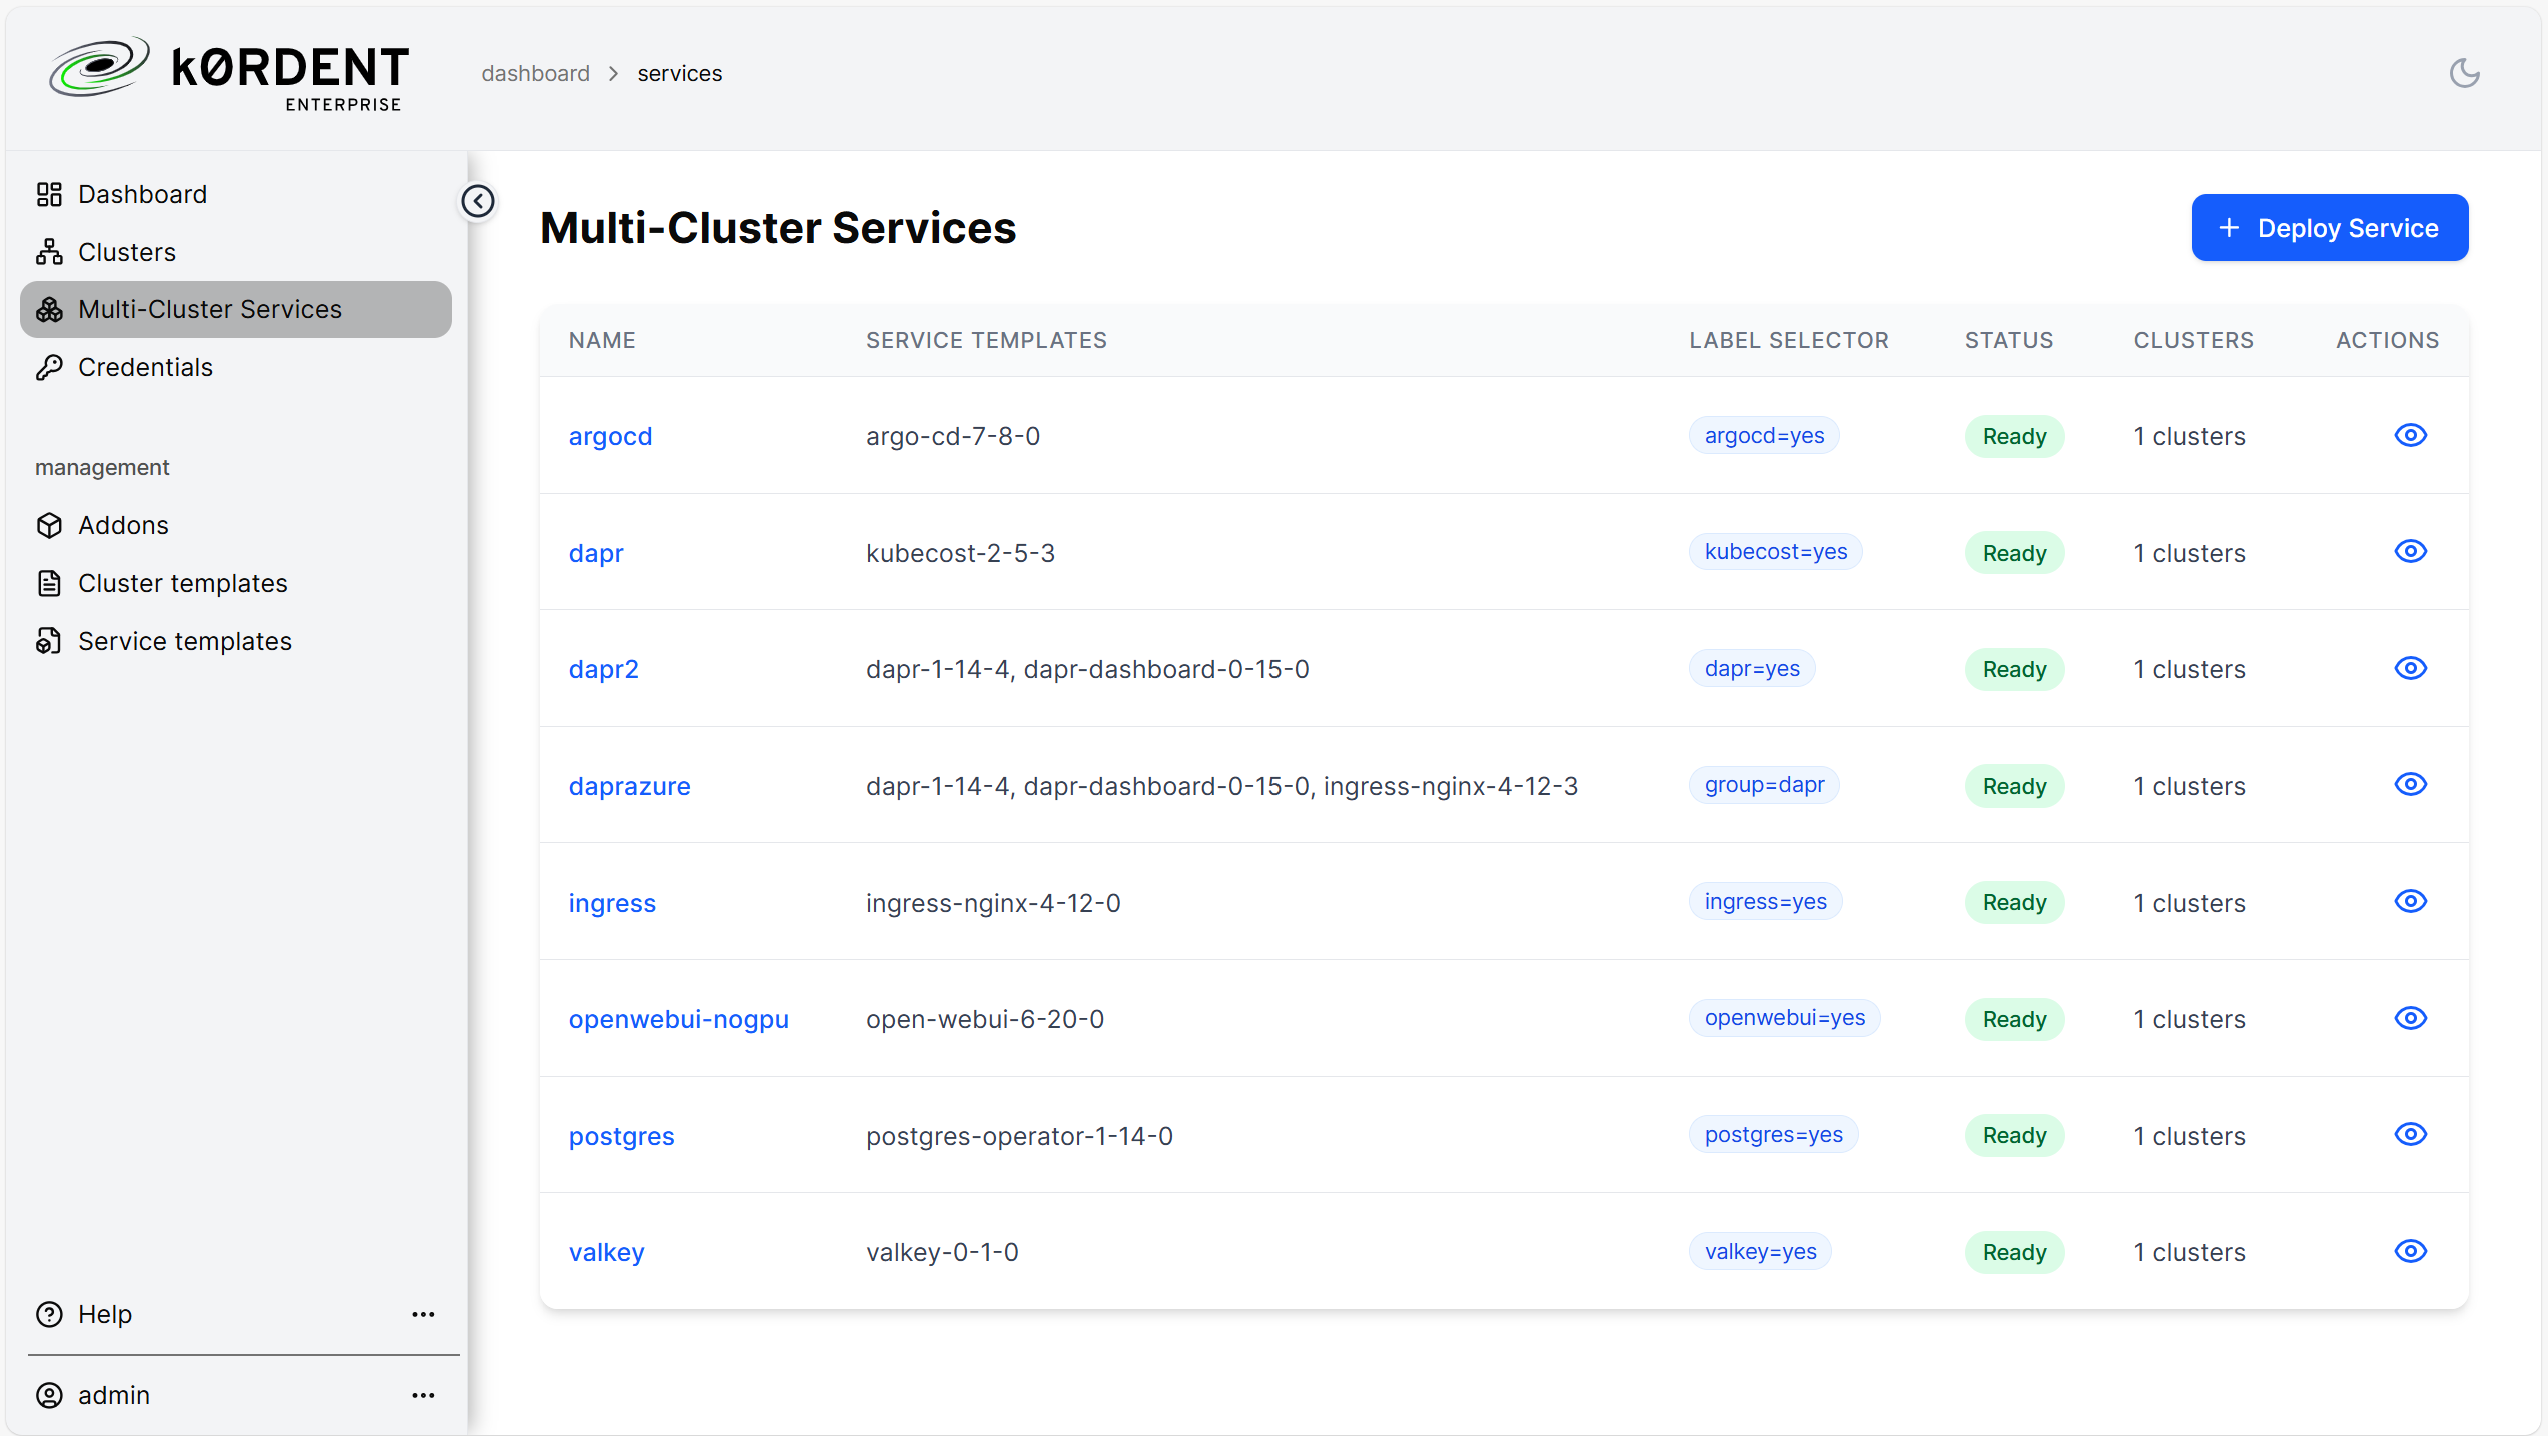 kØRDENT
ENTERPRISE
dashboard > services
Dashboard
Clusters
Multi-Cluster Services
Credentials
management
Addons
Cluster templates
Service templates
Help
admin
Multi-Cluster Services
+ Deploy Service
NAME SERVICE TEMPLATES LABEL SELECTOR STATUS CLUSTERS ACTIONS
argocd argo-cd-7-8-0 argocd=yes Ready 1 clusters
dapr kubecost-2-5-3 kubecost=yes Ready 1 clusters
dapr2 dapr-1-14-4, dapr-dashboard-0-15-0 dapr=yes Ready 1 clusters
daprazure dapr-1-14-4, dapr-dashboard-0-15-0, ingress-nginx-4-12-3 group=dapr Ready 1 clusters
ingress ingress-nginx-4-12-0 ingress=yes Ready 1 clusters
openwebui-nogpu open-webui-6-20-0 openwebui=yes Ready 1 clusters
postgres postgres-operator-1-14-0 postgres=yes Ready 1 clusters
valkey valkey-0-1-0 valkey=yes Ready 1 clusters